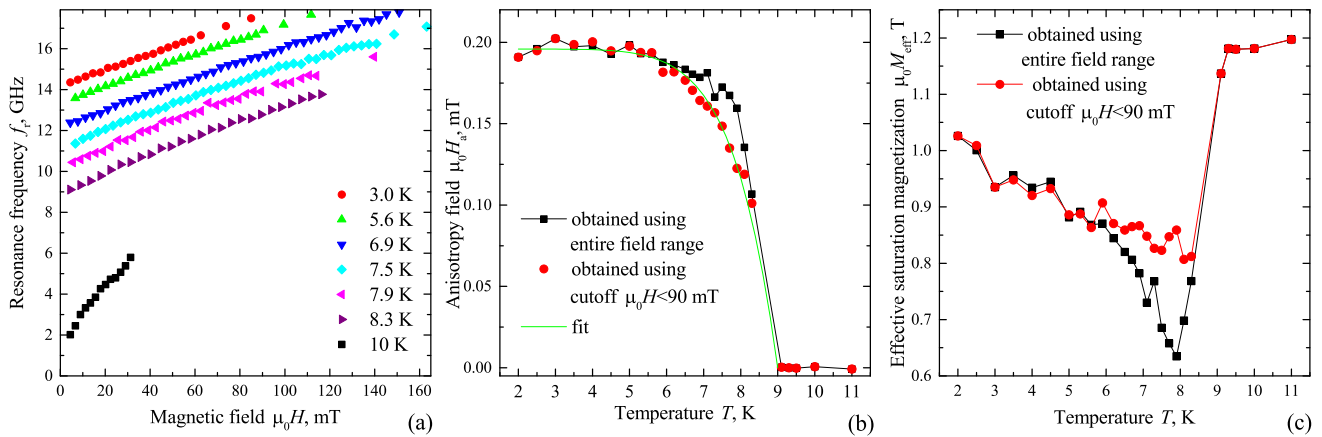 Resonance frequency fr, GHz
16
14
12
10
8
6
4
2
0
0 20 40 60 80 100 120 140 160
Magnetic field μ0H, mT
3.0 K
5.6 K
6.9 K
7.5 K
7.9 K
8.3 K
10 K
(a)
Anisotropy field μ0Ha, mT
0.20
0.15
0.10
0.05
0.00
2 3 4 5 6 7 8 9 10 11
Temperature T, K
obtained using
entire field range
obtained using
cutoff μ0H<90 mT
fit
(b)
Effective saturation magnetization μ0Meff, T
1.2
1.1
1.0
0.9
0.8
0.7
0.6
2 3 4 5 6 7 8 9 10 11
Temperature T, K
obtained using
entire field range
obtained using
cutoff μ0H<90 mT
(c)